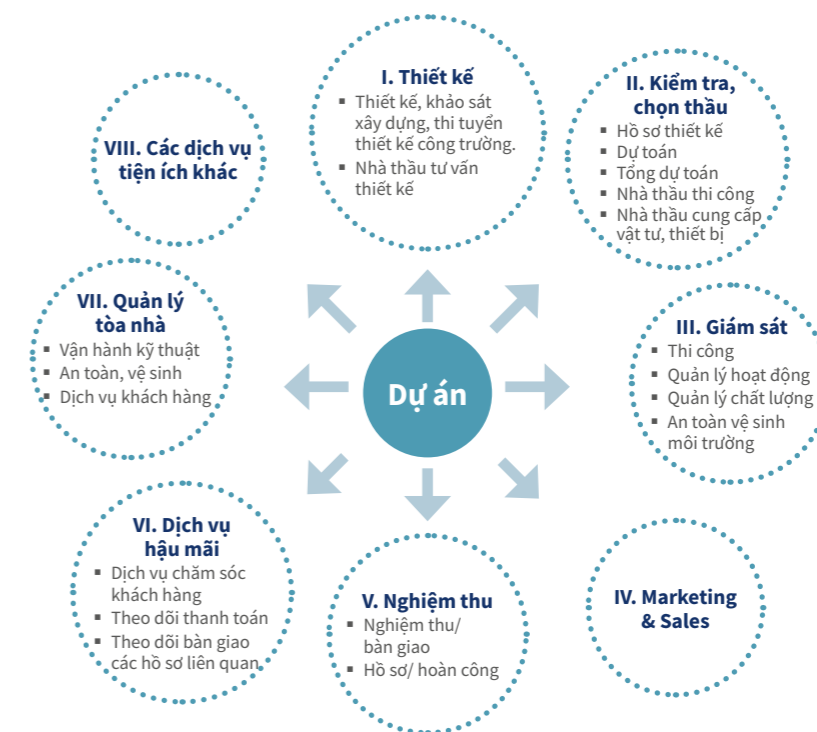 I. Thiết kế
▪ Thiết kế, khảo sát
xây dựng, thi tuyển
thiết kế công trường.
▪ Nhà thầu tư vấn
thiết kế
II. Kiểm tra,
chọn thầu
▪ Hồ sơ thiết kế
▪ Dự toán
▪ Tổng dự toán
▪ Nhà thầu thi công
▪ Nhà thầu cung cấp
vật tư, thiết bị
III. Giám sát
▪ Thi công
▪ Quản lý hoạt động
▪ Quản lý chất lượng
▪ An toàn vệ sinh
môi trường
IV. Marketing
& Sales
V. Nghiệm thu
▪ Nghiệm thu/
bàn giao
▪ Hồ sơ/ hoàn công
VI. Dịch vụ
hậu mãi
▪ Dịch vụ chăm sóc
khách hàng
▪ Theo dõi thanh toán
▪ Theo dõi bàn giao
các hồ sơ liên quan
VII. Quản lý
tòa nhà
▪ Vận hành kỹ thuật
▪ An toàn, vệ sinh
▪ Dịch vụ khách hàng
VIII. Các dịch vụ
tiện ích khác
Dự án